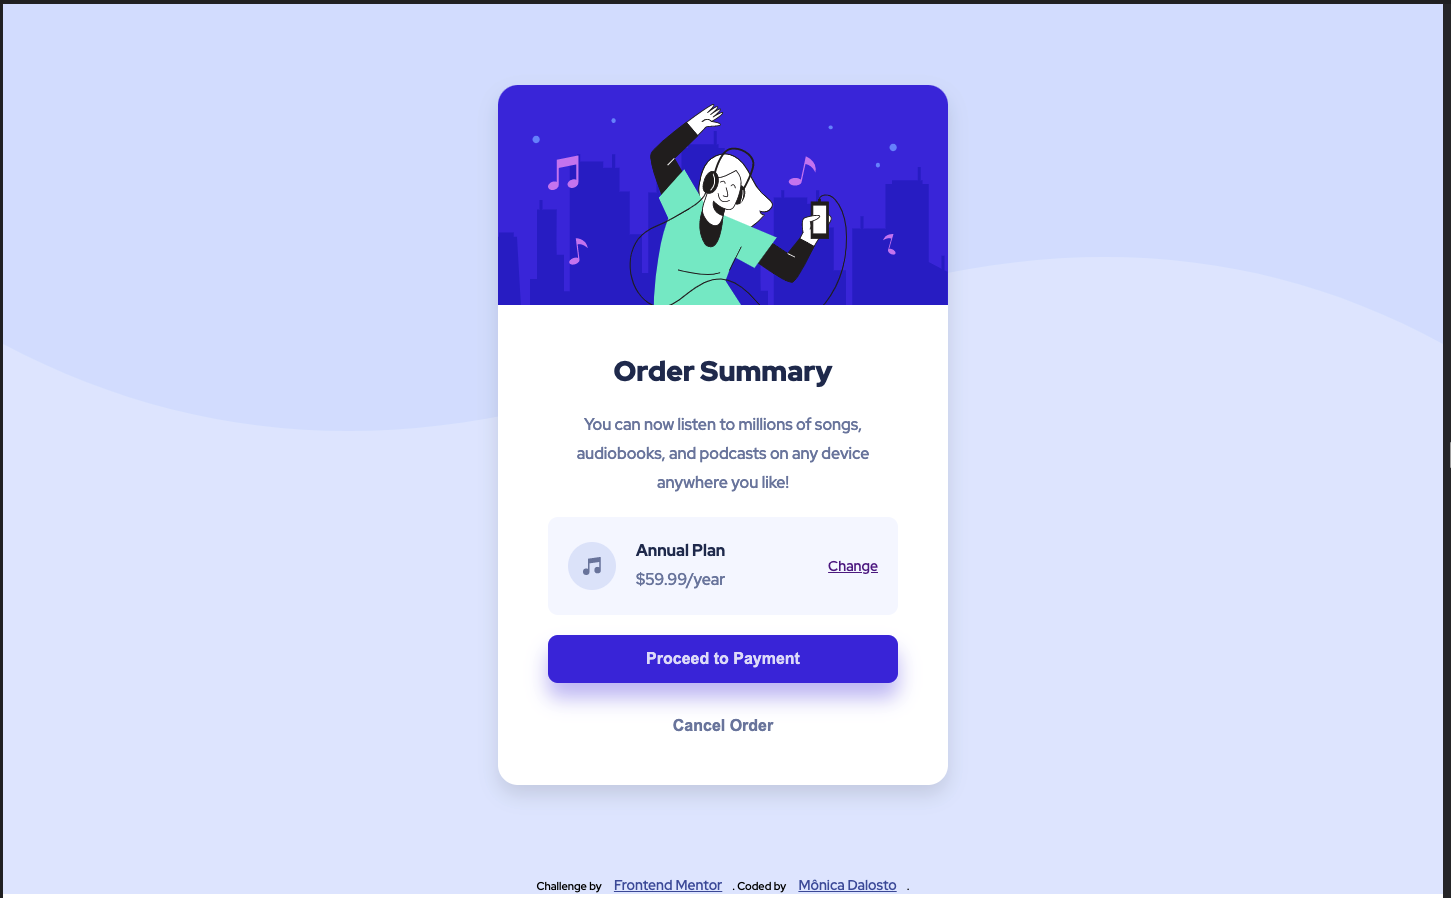 Order Summary
You can now listen to millions of songs,
audiobooks, and podcasts on any device
anywhere you like!
Annual Plan
$59.99/year
Change
Proceed to Payment
Cancel Order
Challenge by Frontend Mentor . Coded by Mônica Dalosto .